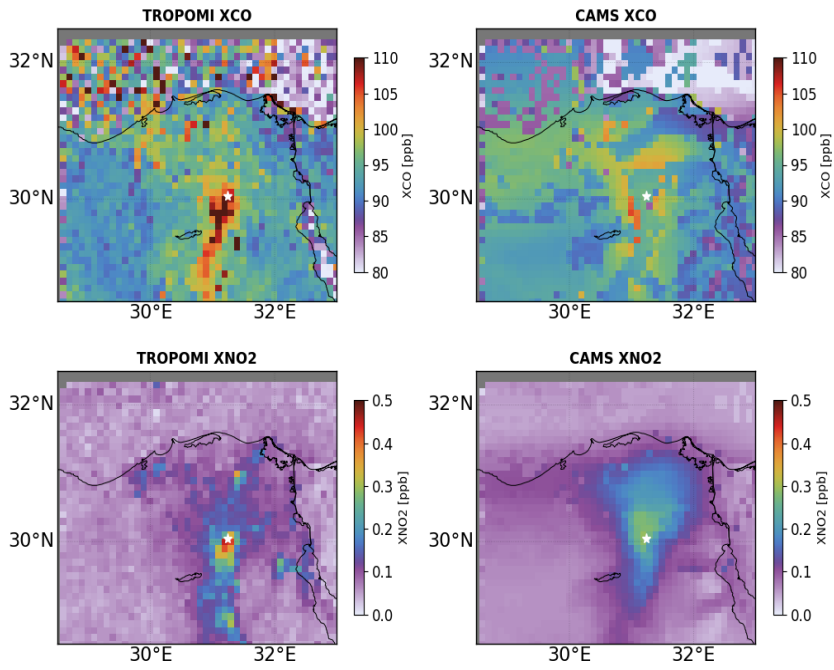 TROPOMI XCO
CAMS XCO
32°N
30°N
30°E 32°E
110
105
100
95
90
85
80
XCO [ppb]
32°N
30°N
30°E 32°E
110
105
100
95
90
85
80
XCO [ppb]
TROPOMI XNO2
CAMS XNO2
32°N
30°N
30°E 32°E
0.5
0.4
0.3
0.2
0.1
0.0
XNO2 [ppb]
32°N
30°N
30°E 32°E
0.5
0.4
0.3
0.2
0.1
0.0
XNO2 [ppb]